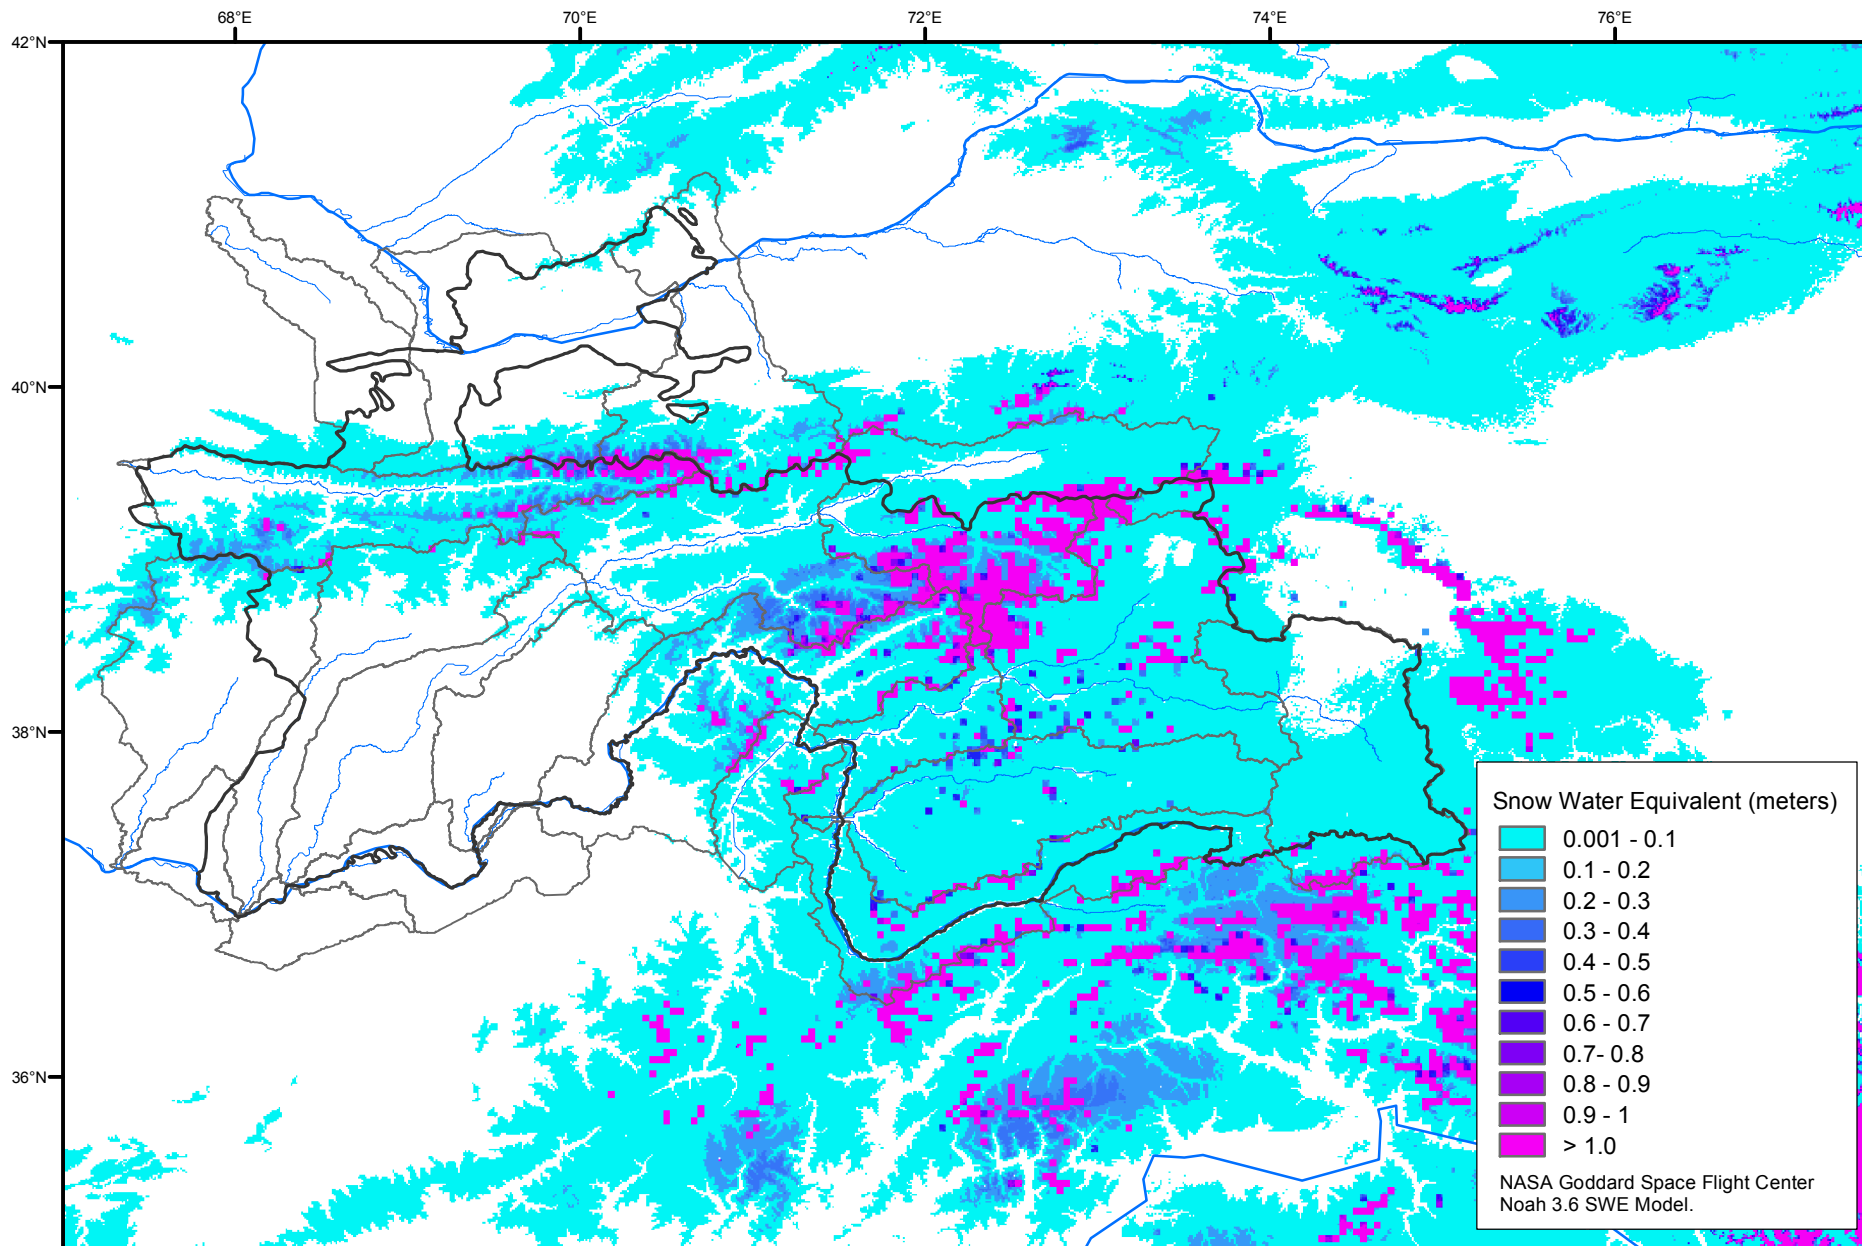 68°E 70°E 72°E 74°E 76°E
42°N
40°N
38°N
36°N
Snow Water Equivalent (meters)
0.001 - 0.1
0.1 - 0.2
0.2 - 0.3
0.3 - 0.4
0.4 - 0.5
0.5 - 0.6
0.6 - 0.7
0.7- 0.8
0.8 - 0.9
0.9 - 1
> 1.0
NASA Goddard Space Flight Center
Noah 3.6 SWE Model.